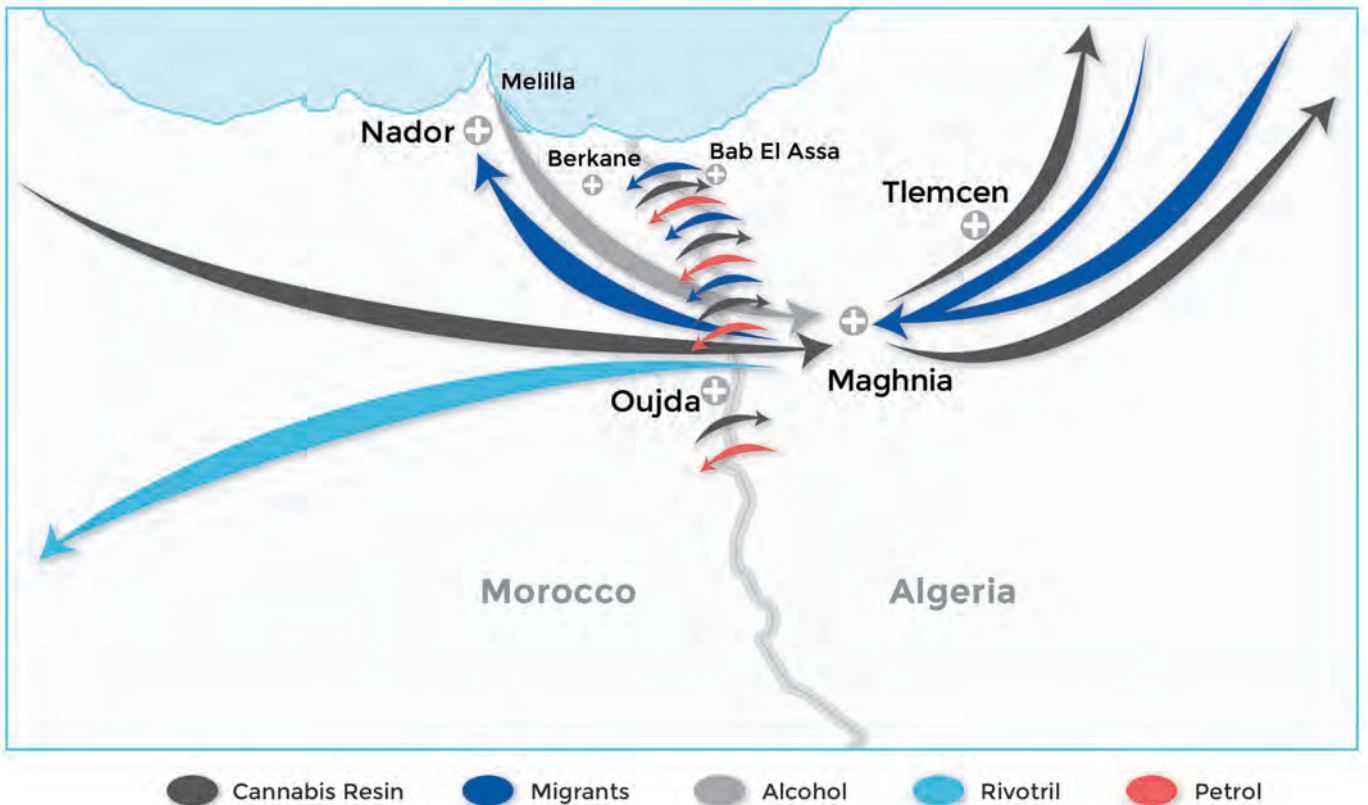 Melilla
Nador
Berkane
Bab El Assa
Tlemcen
Maghnia
Oujda
Morocco
Algeria
Cannabis Resin
Migrants
Alcohol
Rivotril
Petrol